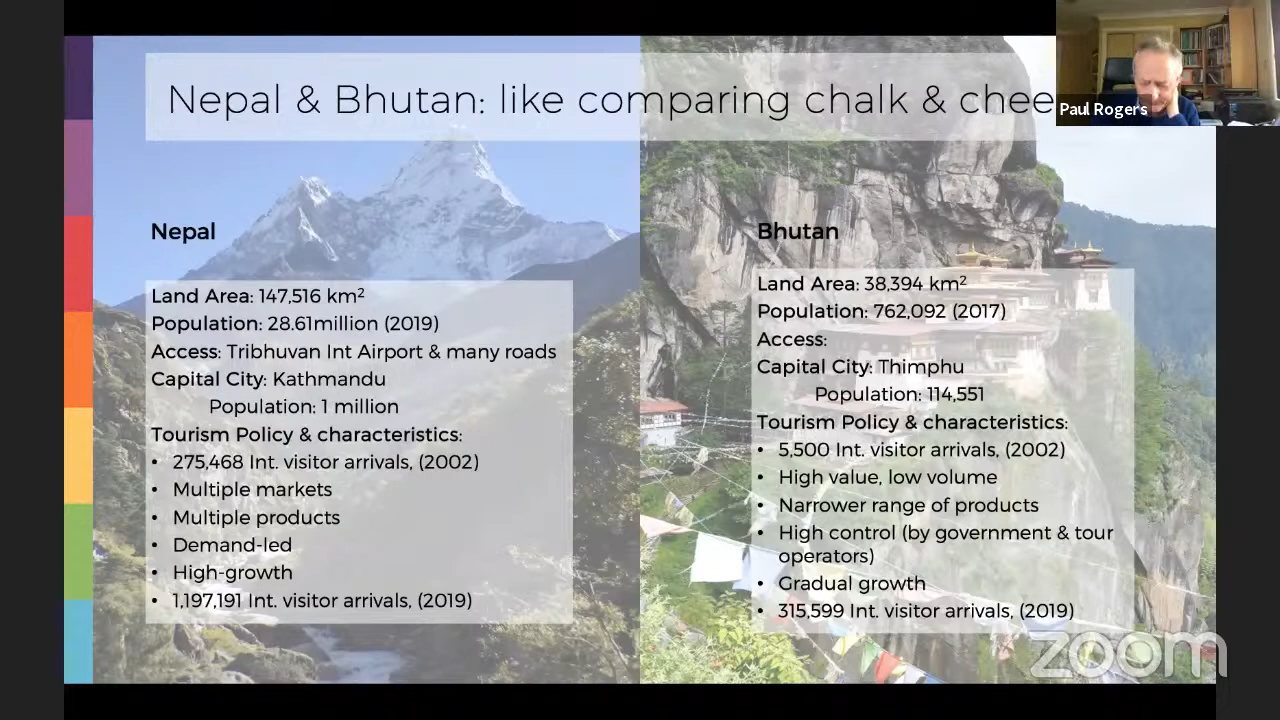 Nepal & Bhutan: like comparing chalk & chee
Paul Rogers
Nepal
Land Area: 147,516 km²
Population: 28.61million (2019)
Access: Tribhuvan Int Airport & many roads
Capital City: Kathmandu
Population: 1 million
Tourism Policy & characteristics:
• 275,468 Int. visitor arrivals, (2002)
• Multiple markets
• Multiple products
• Demand-led
• High-growth
• 1,197,191 Int. visitor arrivals, (2019)
Bhutan
Land Area: 38,394 km²
Population: 762,092 (2017)
Access:
Capital City: Thimphu
Population: 114,551
Tourism Policy & characteristics:
• 5,500 Int. visitor arrivals, (2002)
• High value, low volume
• Narrower range of products
• High control (by government & tour
operators)
• Gradual growth
• 315,599 Int. visitor arrivals, (2019)
zoom